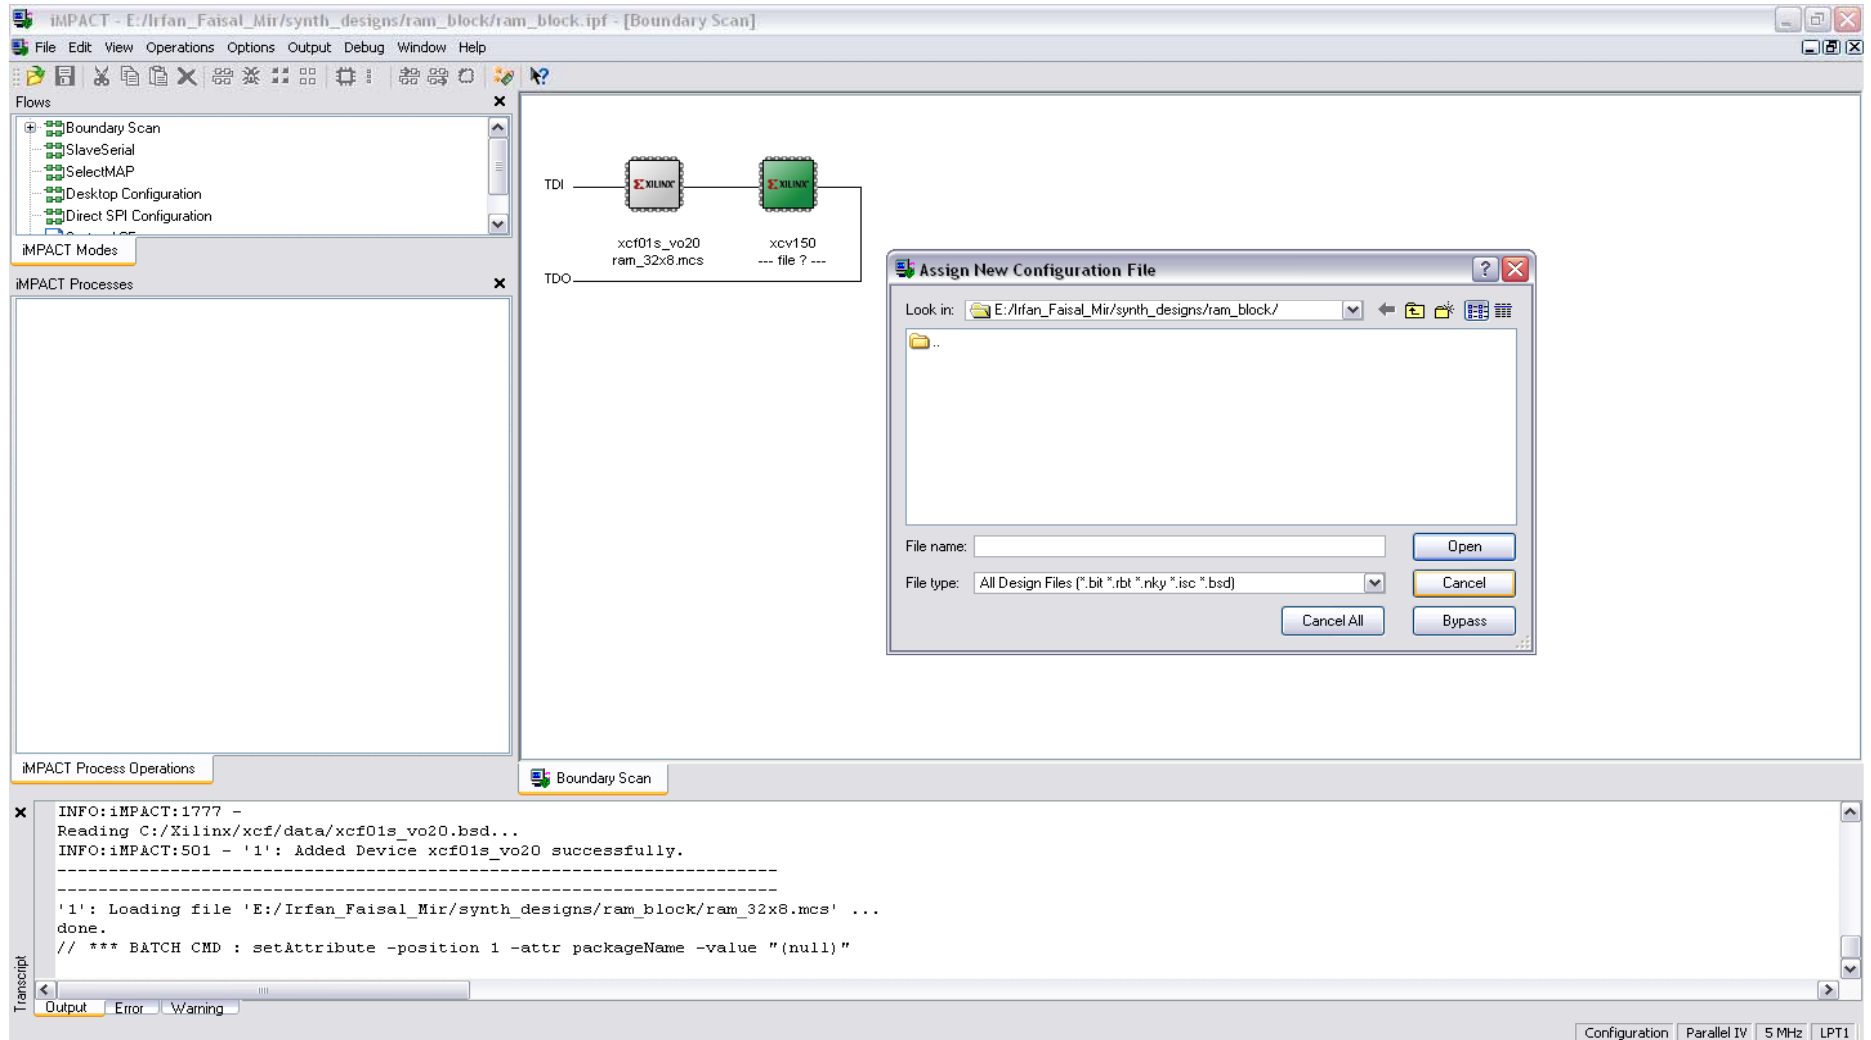 iMPACT - E:/Irfan_Faisal_Mir/synth_designs/ram_block/ram_block.ipf - [Boundary Scan]
File Edit View Operations Options Output Debug Window Help
Flows
Boundary Scan
SlaveSerial
SelectMAP
Desktop Configuration
Direct SPI Configuration
iMPACT Modes
iMPACT Processes
iMPACT Process Operations
TDI
XILINX
XILINX
xcf01s_vo20
ram_32x8.mcs
xcv150
--- file ? ---
TDO
Assign New Configuration File
Look in: E:/Irfan_Faisal_Mir/synth_designs/ram_block/
..
File name:
Open
File type: All Design Files (*.bit *.rbt *.nky *.isc *.bsd)
Cancel
Cancel All
Bypass
Boundary Scan
INFO:iMPACT:1777 -
Reading C:/Xilinx/xcf/data/xcf01s_vo20.bsd...
INFO:iMPACT:501 - '1': Added Device xcf01s_vo20 successfully.
----------------------------------------------------------------------
----------------------------------------------------------------------
'1': Loading file 'E:/Irfan_Faisal_Mir/synth_designs/ram_block/ram_32x8.mcs' ...
done.
// *** BATCH CMD : setAttribute -position 1 -attr packageName -value "(null)"
Transcript
Output Error Warning
Configuration Parallel IV 5 MHz LPT1